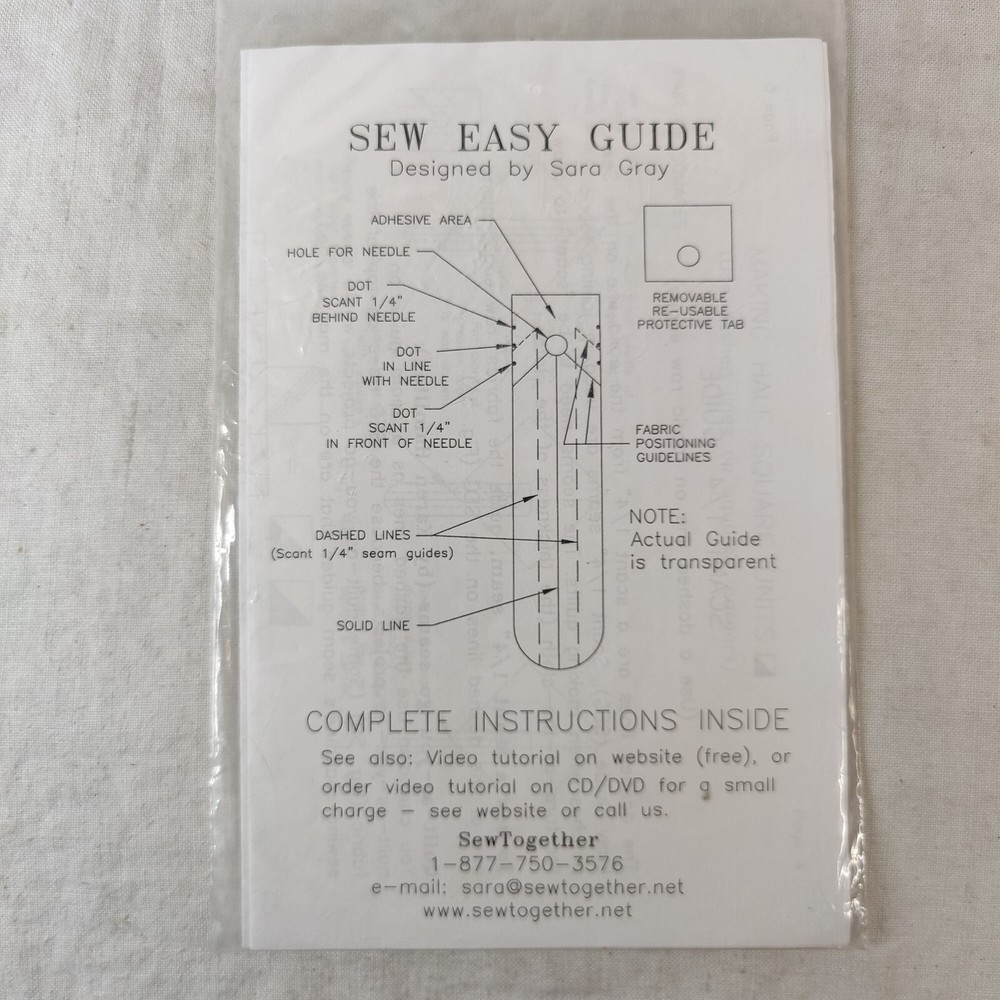 SEW EASY GUIDE
Designed by Sara Gray
ADHESIVE AREA
HOLE FOR NEEDLE
DOT
SCANT 1/4"
BEHIND NEEDLE
DOT
IN LINE
WITH NEEDLE
DOT
SCANT 1/4"
IN FRONT OF NEEDLE
REMOVABLE
RE-USABLE
PROTECTIVE TAB
FABRIC
POSITIONING
GUIDELINES
DASHED LINES
(Scant 1/4" seam guides)
NOTE:
Actual Guide
is transparent
SOLID LINE
COMPLETE INSTRUCTIONS INSIDE
See also: Video tutorial on website (free), or
order video tutorial on CD/DVD for a small
charge – see website or call us.
SewTogether
1-877-750-3576
e-mail: sara@sewtogether.net
www.sewtogether.net